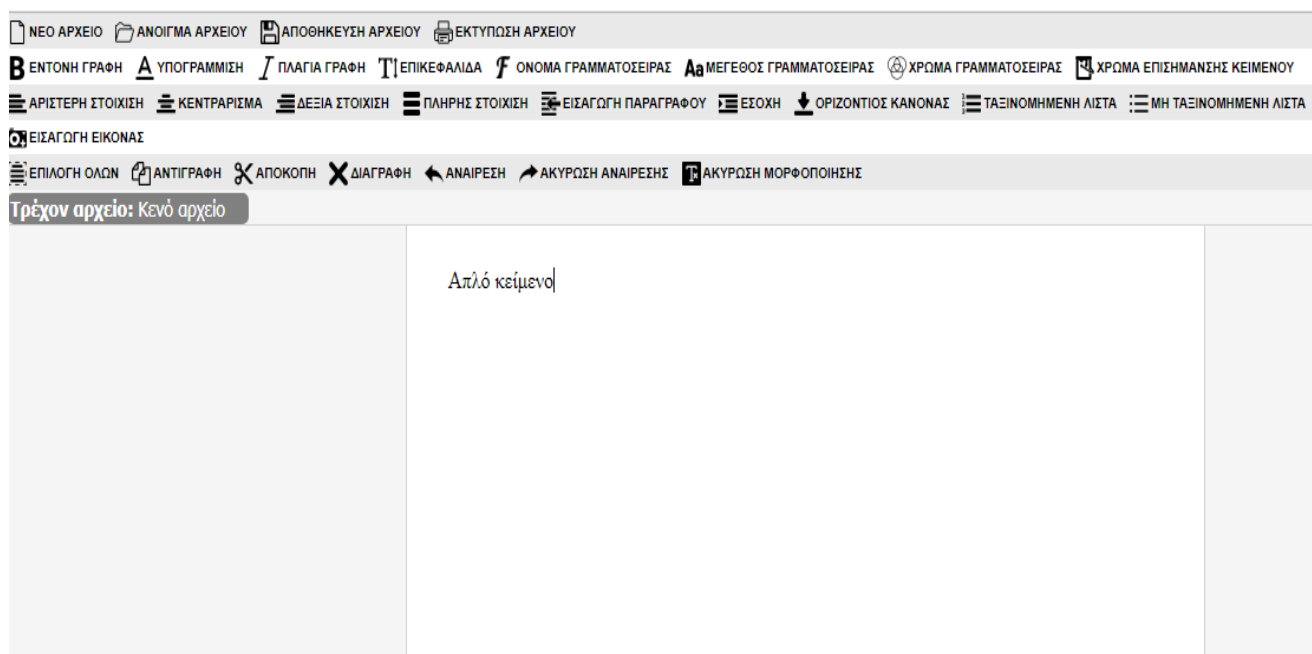 ΝΕΟ ΑΡΧΕΙΟ ΑΝΟΙΓΜΑ ΑΡΧΕΙΟΥ ΑΠΟΘΗΚΕΥΣΗ ΑΡΧΕΙΟΥ ΕΚΤΥΠΩΣΗ ΑΡΧΕΙΟΥ
B ΕΝΤΟΝΗ ΓΡΑΦΗ A ΥΠΟΓΡΑΜΜΙΣΗ I ΠΛΑΓΙΑ ΓΡΑΦΗ T ΕΠΙΚΕΦΑΛΙΔΑ F ΟΝΟΜΑ ΓΡΑΜΜΑΤΟΣΕΙΡΑΣ Aa ΜΕΓΕΘΟΣ ΓΡΑΜΜΑΤΟΣΕΙΡΑΣ ΧΡΩΜΑ ΓΡΑΜΜΑΤΟΣΕΙΡΑΣ ΧΡΩΜΑ ΕΠΙΣΗΜΑΝΣΗΣ ΚΕΙΜΕΝΟΥ
ΑΡΙΣΤΕΡΗ ΣΤΟΙΧΙΣΗ ΚΕΝΤΡΑΡΙΣΜΑ ΔΕΞΙΑ ΣΤΟΙΧΙΣΗ ΠΛΗΡΗΣ ΣΤΟΙΧΙΣΗ ΕΙΣΑΓΩΓΗ ΠΑΡΑΓΡΑΦΟΥ ΕΣΟΧΗ ΟΡΙΖΟΝΤΙΟΣ ΚΑΝΟΝΑΣ ΤΑΞΙΝΟΜΗΜΕΝΗ ΛΙΣΤΑ ΜΗ ΤΑΞΙΝΟΜΗΜΕΝΗ ΛΙΣΤΑ
ΕΙΣΑΓΩΓΗ ΕΙΚΟΝΑΣ
ΕΠΙΛΟΓΗ ΟΛΩΝ ΑΝΤΙΓΡΑΦΗ ΑΠΟΚΟΠΗ ΔΙΑΓΡΑΦΗ ΑΝΑΙΡΕΣΗ ΑΚΥΡΩΣΗ ΑΝΑΙΡΕΣΗΣ ΑΚΥΡΩΣΗ ΜΟΡΦΟΠΟΙΗΣΗΣ
Τρέχον αρχείο: Κενό αρχείο
Απλό κείμενο